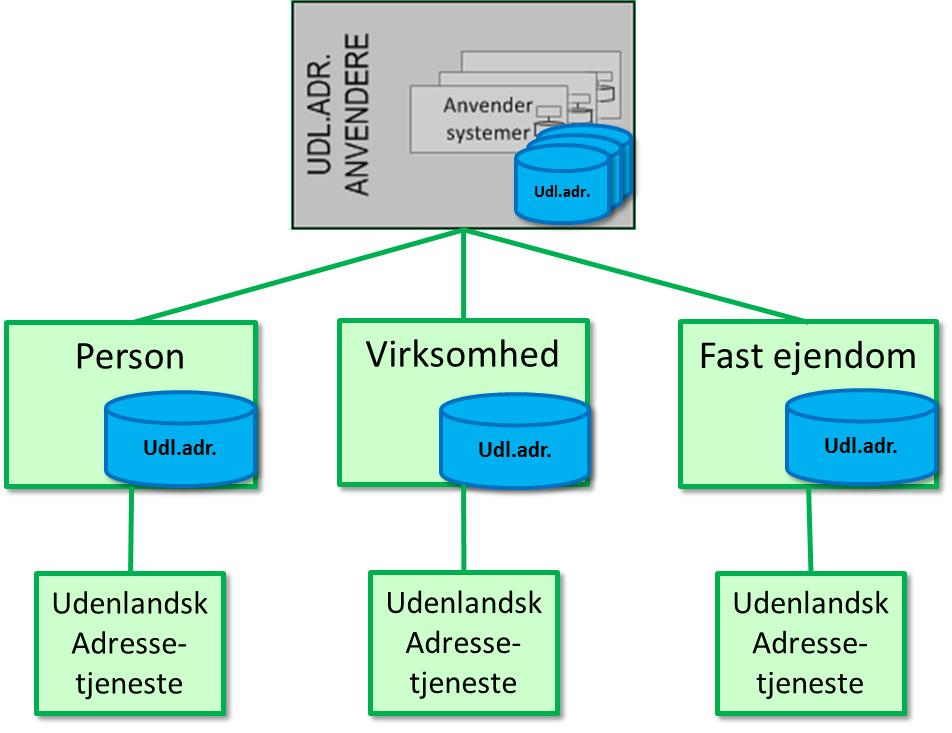 UDL.ADR.
ANVENDERE
Anvender
systemer
Udl.adr.
Person
Udl.adr.
Virksomhed
Udl.adr.
Fast ejendom
Udl.adr.
Udenlandsk
Adresse-
tjeneste
Udenlandsk
Adresse-
tjeneste
Udenlandsk
Adresse-
tjeneste